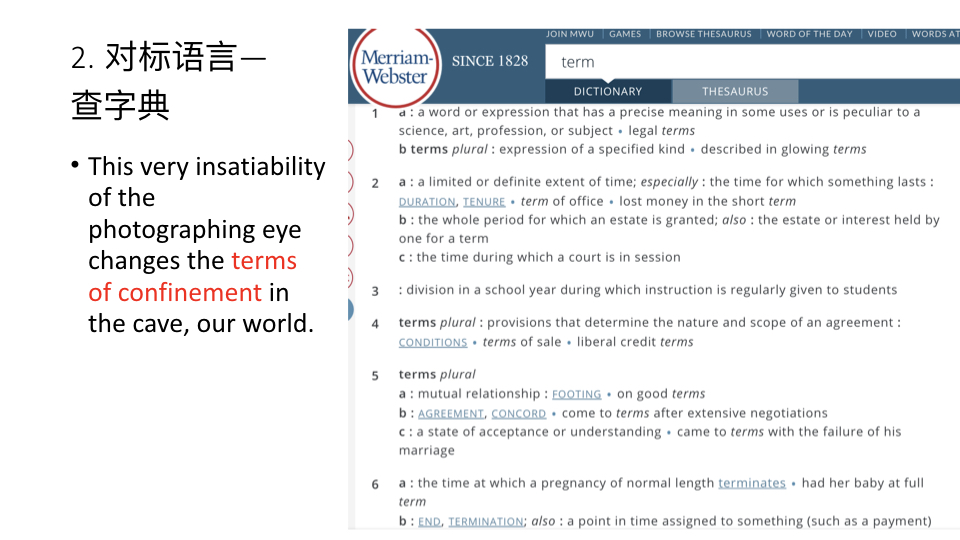 2. 对标语言—
查字典
• This very insatiability
of the
photographing eye
changes the terms
of confinement in
the cave, our world.
JOIN MWU | GAMES | BROWSE THESAURUS | WORD OF THE DAY | VIDEO | WORDS AT
Merriam-
Webster
SINCE 1828
term
DICTIONARY THESAURUS
1 a : a word or expression that has a precise meaning in some uses or is peculiar to a
science, art, profession, or subject • legal terms
b terms plural : expression of a specified kind • described in glowing terms
2 a : a limited or definite extent of time; especially : the time for which something lasts :
DURATION, TENURE • term of office • lost money in the short term
b : the whole period for which an estate is granted; also : the estate or interest held by
one for a term
c : the time during which a court is in session
3 : division in a school year during which instruction is regularly given to students
4 terms plural : provisions that determine the nature and scope of an agreement :
CONDITIONS • terms of sale • liberal credit terms
5 terms plural
a : mutual relationship : FOOTING • on good terms
b : AGREEMENT, CONCORD • come to terms after extensive negotiations
c : a state of acceptance or understanding • came to terms with the failure of his
marriage
6 a : the time at which a pregnancy of normal length terminates • had her baby at full
term
b : END, TERMINATION; also : a point in time assigned to something (such as a payment)